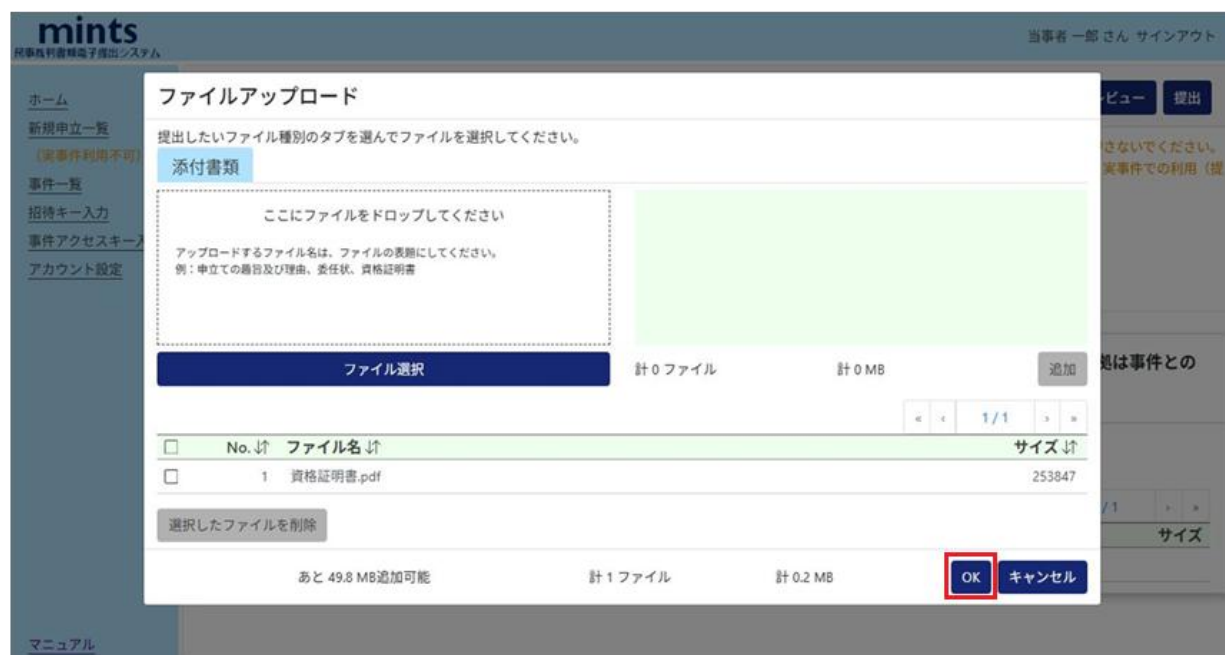 mints
民事裁判書類電子提出システム
当事者 一郎 さん サインアウト
ホーム
新規申立一覧
(実事件利用不可)
事件一覧
招待キー入力
事件アクセスキー入
アカウント設定
マニュアル
ビュー 提出
さないでください。
実事件での利用（提
ファイルアップロード
提出したいファイル種別のタブを選んでファイルを選択してください。
添付書類
ここにファイルをドロップしてください
アップロードするファイル名は、ファイルの表題にしてください。
例：申立ての趣旨及び理由、委任状、資格証明書
ファイル選択 計 0 ファイル 計 0 MB 追加
拠は事件との
« ‹ 1 / 1 › »
No. ↓↑ ファイル名 ↓↑ サイズ ↓↑
1 資格証明書.pdf 253847
選択したファイルを削除
/ 1 › »
サイズ
あと 49.8 MB追加可能 計 1 ファイル 計 0.2 MB OK キャンセル